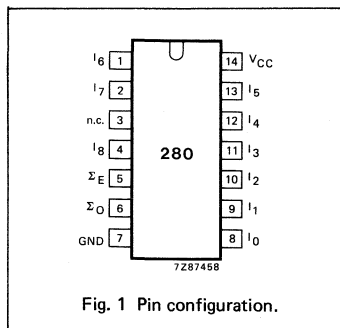 I6 1 14 VCC
I7 2 13 I5
n.c. 3 12 I4
I8 4 11 I3
280
ΣE 5 10 I2
ΣO 6 9 I1
GND 7 8 I0
7Z87458
Fig. 1 Pin configuration.